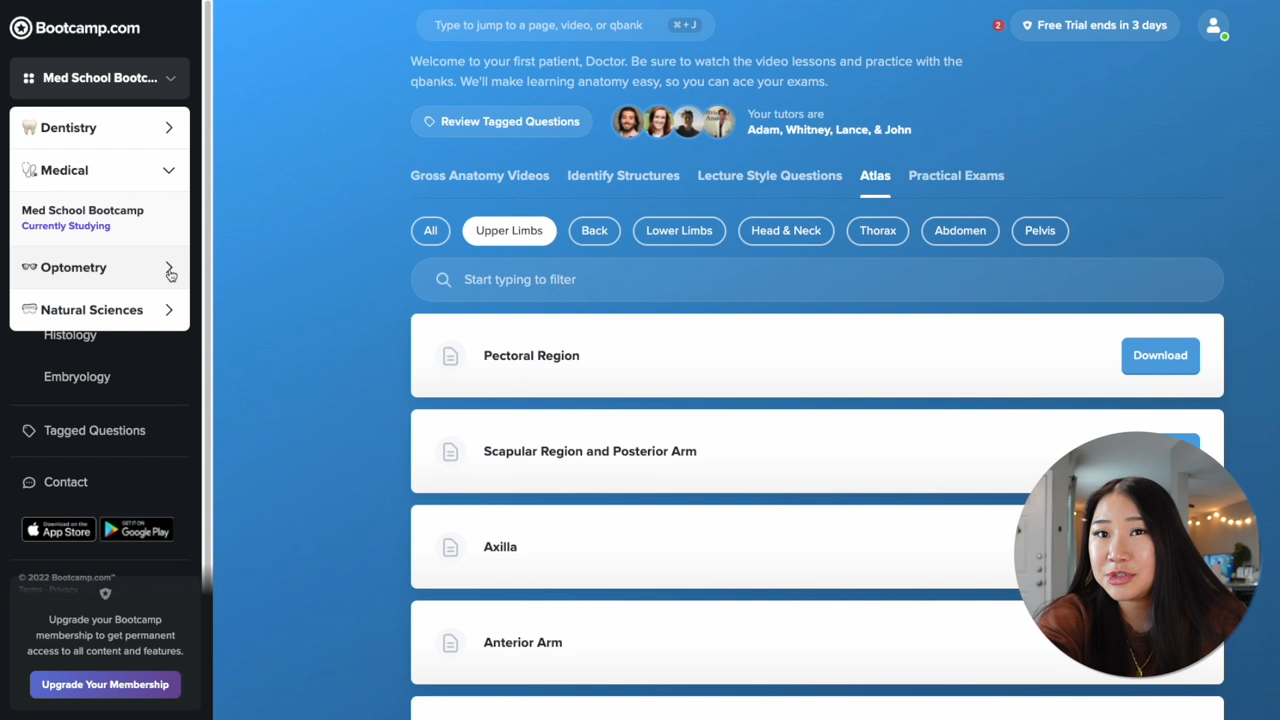 Bootcamp.com
Med School Bootc...
Dentistry
Medical
Med School Bootcamp
Currently Studying
Optometry
Natural Sciences
Histology
Embryology
Tagged Questions
Contact
Download on the
App Store
GET IT ON
Google Play
© 2022 Bootcamp.com™
Terms · Privacy
Upgrade your Bootcamp
membership to get permanent
access to all content and features.
Upgrade Your Membership
Type to jump to a page, video, or qbank
⌘ + J
2
Free Trial ends in 3 days
Welcome to your first patient, Doctor. Be sure to watch the video lessons and practice with the
qbanks. We'll make learning anatomy easy, so you can ace your exams.
Review Tagged Questions
Your tutors are
Adam, Whitney, Lance, & John
Gross Anatomy Videos
Identify Structures
Lecture Style Questions
Atlas
Practical Exams
All
Upper Limbs
Back
Lower Limbs
Head & Neck
Thorax
Abdomen
Pelvis
Start typing to filter
Pectoral Region
Download
Scapular Region and Posterior Arm
Axilla
Anterior Arm